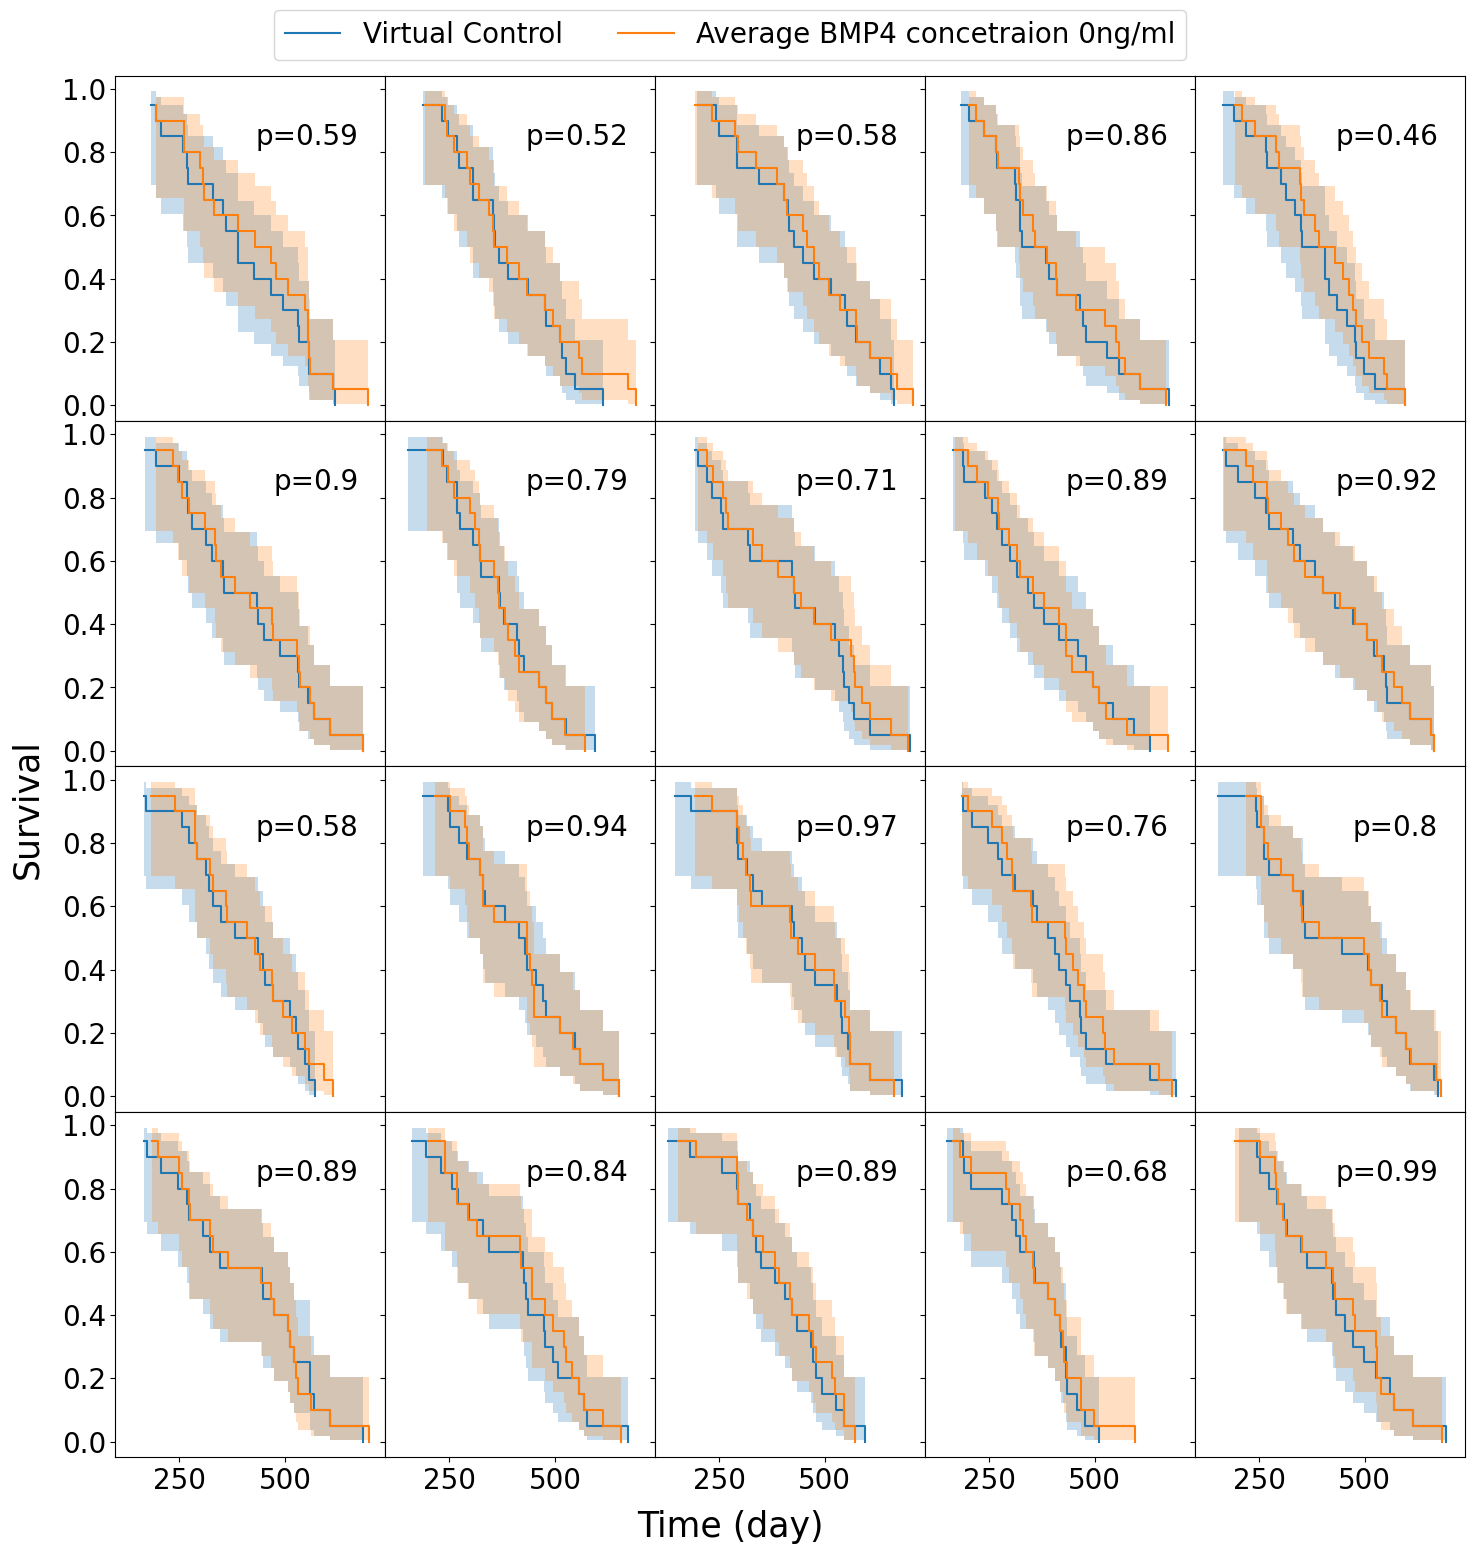 Virtual Control Average BMP4 concetraion 0ng/ml
1.0 0.8 0.6 0.4 0.2 0.0
p=0.59 p=0.52 p=0.58 p=0.86 p=0.46
1.0 0.8 0.6 0.4 0.2 0.0
p=0.9 p=0.79 p=0.71 p=0.89 p=0.92
Survival
1.0 0.8 0.6 0.4 0.2 0.0
p=0.58 p=0.94 p=0.97 p=0.76 p=0.8
1.0 0.8 0.6 0.4 0.2 0.0
p=0.89 p=0.84 p=0.89 p=0.68 p=0.99
250 500 250 500 250 500 250 500 250 500
Time (day)